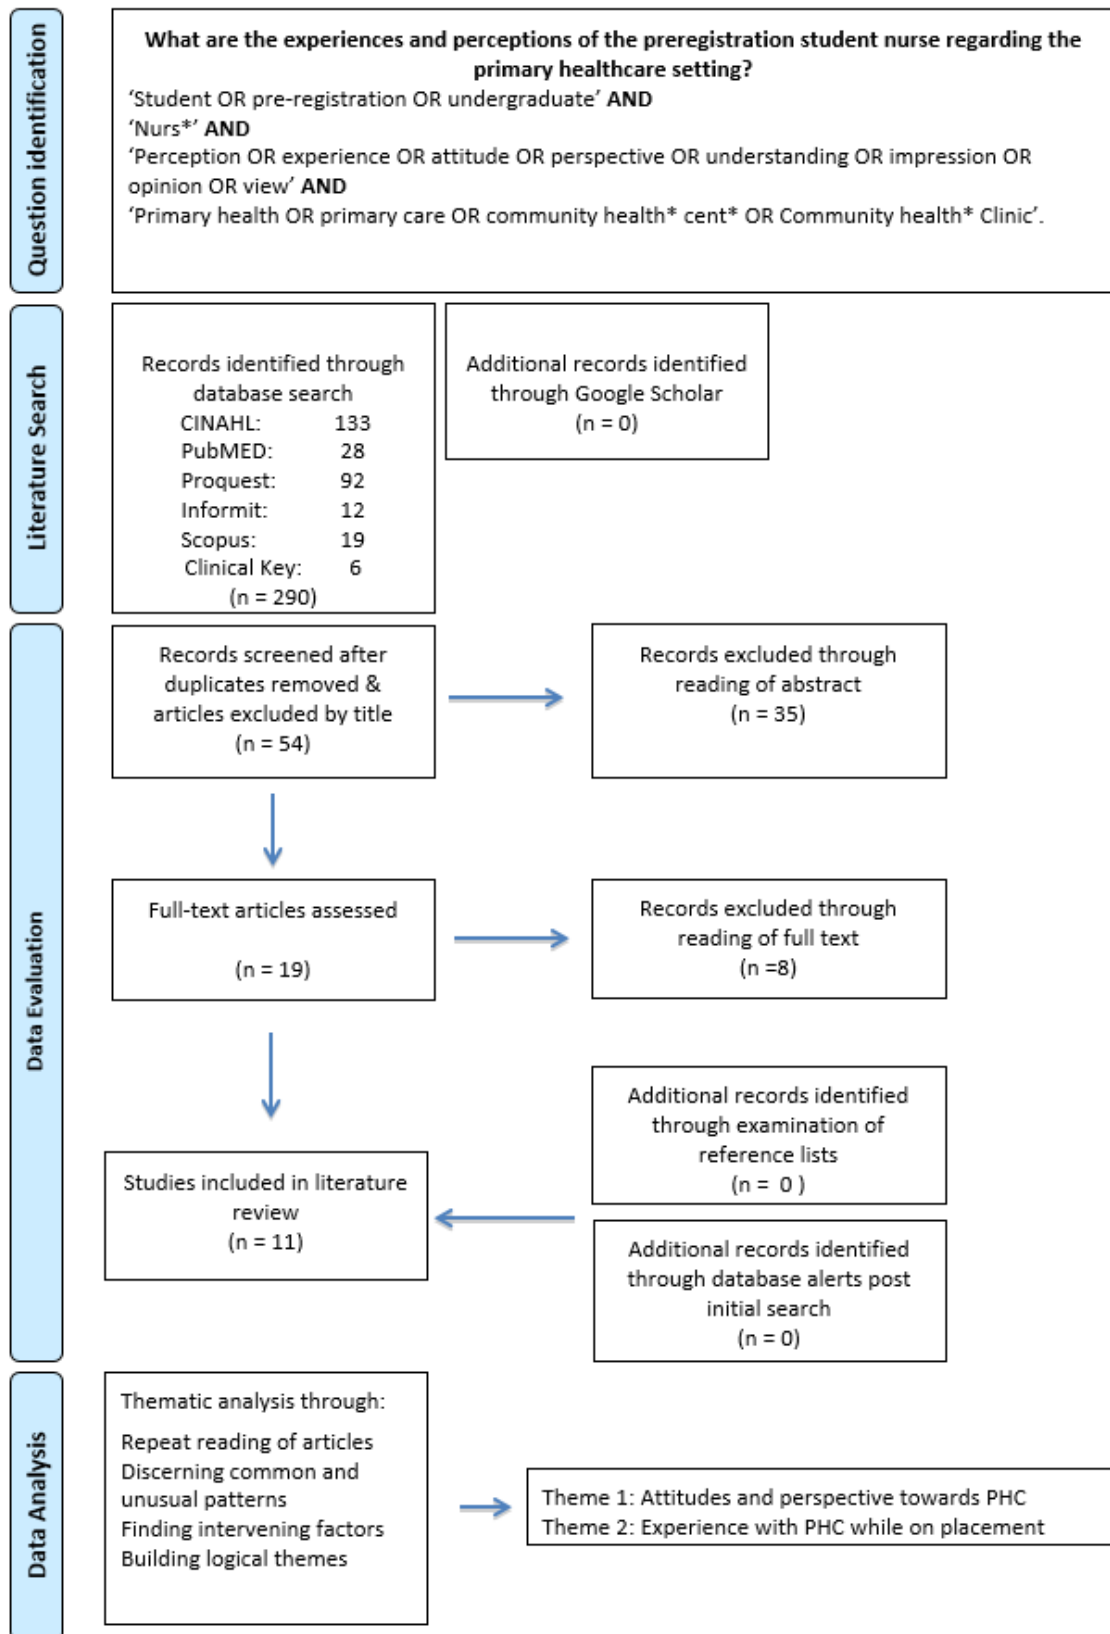 Question identification
What are the experiences and perceptions of the preregistration student nurse regarding the
primary healthcare setting?
‘Student OR pre-registration OR undergraduate’ AND
‘Nurs*’ AND
‘Perception OR experience OR attitude OR perspective OR understanding OR impression OR
opinion OR view’ AND
‘Primary health OR primary care OR community health* cent* OR Community health* Clinic’.
Literature Search
Records identified through
database search
CINAHL: 133
PubMED: 28
Proquest: 92
Informit: 12
Scopus: 19
Clinical Key: 6
(n = 290)
Additional records identified
through Google Scholar
(n = 0)
Data Evaluation
Records screened after
duplicates removed &
articles excluded by title
(n = 54)
Records excluded through
reading of abstract
(n = 35)
Full-text articles assessed
(n = 19)
Records excluded through
reading of full text
(n =8)
Additional records identified
through examination of
reference lists
(n = 0 )
Studies included in literature
review
(n = 11)
Additional records identified
through database alerts post
initial search
(n = 0)
Data Analysis
Thematic analysis through:
Repeat reading of articles
Discerning common and
unusual patterns
Finding intervening factors
Building logical themes
Theme 1: Attitudes and perspective towards PHC
Theme 2: Experience with PHC while on placement